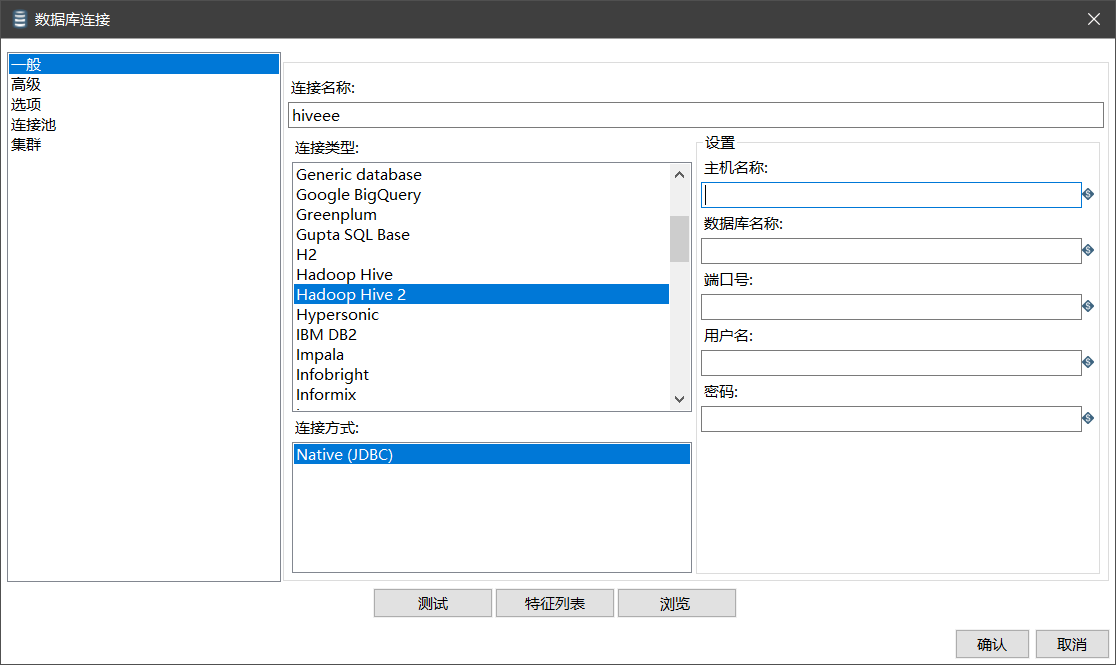 数据库连接
一般
高级
选项
连接池
集群
连接名称:
hiveee
连接类型:
Generic database
Google BigQuery
Greenplum
Gupta SQL Base
H2
Hadoop Hive
Hadoop Hive 2
Hypersonic
IBM DB2
Impala
Infobright
Informix
连接方式:
Native (JDBC)
设置
主机名称:
数据库名称:
端口号:
用户名:
密码:
测试
特征列表
浏览
确认
取消